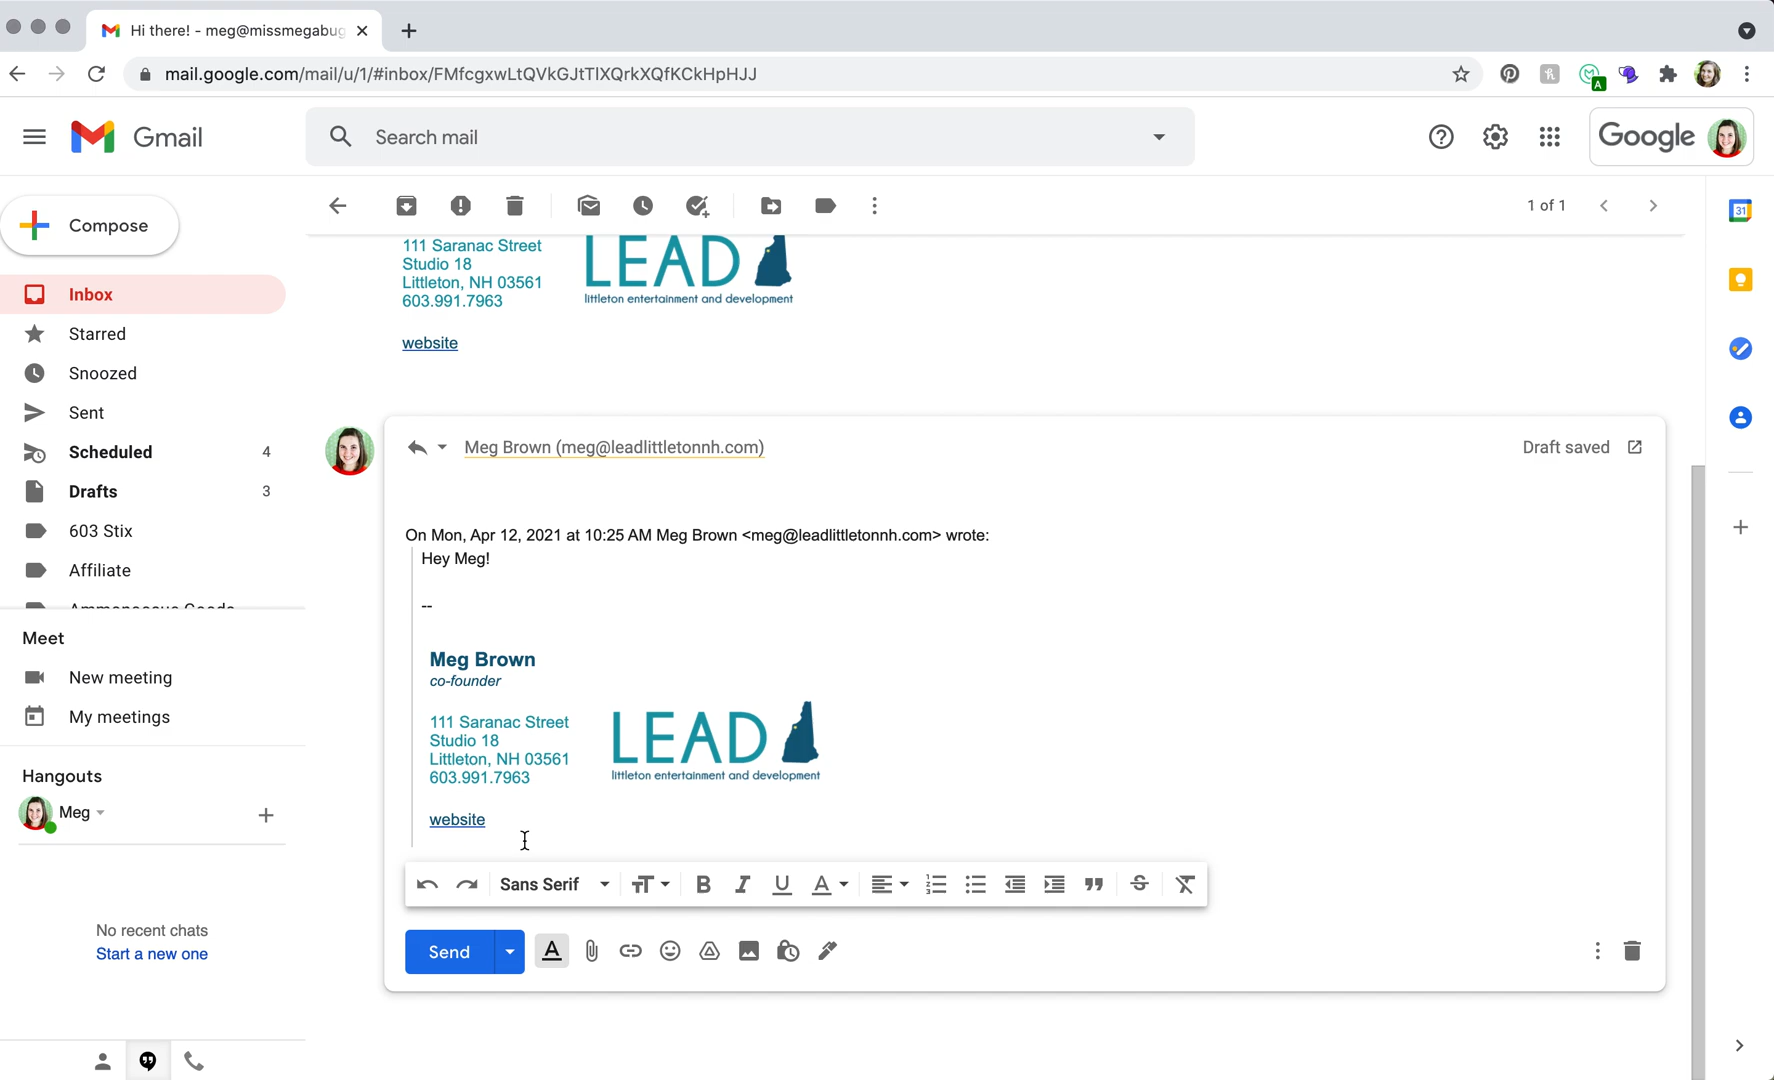 Hi there! - meg@missmegabug
mail.google.com/mail/u/1/#inbox/FMfcgxwLtQVkGJtTlXQrkXQfKCkHpHJJ
A
Gmail
Search mail
Google
Compose
1 of 1
31
Inbox
Starred
Snoozed
Sent
Scheduled 4
Drafts 3
603 Stix
Affiliate
Ammonoosuc Goods
Meet
New meeting
My meetings
Hangouts
Meg
No recent chats
Start a new one
111 Saranac Street
Studio 18
Littleton, NH 03561
603.991.7963
LEAD
littleton entertainment and development
website
Meg Brown (meg@leadlittletonnh.com)
Draft saved
On Mon, Apr 12, 2021 at 10:25 AM Meg Brown <meg@leadlittletonnh.com> wrote:
Hey Meg!
--
Meg Brown
co-founder
111 Saranac Street
Studio 18
Littleton, NH 03561
603.991.7963
LEAD
littleton entertainment and development
website
Sans Serif
Send